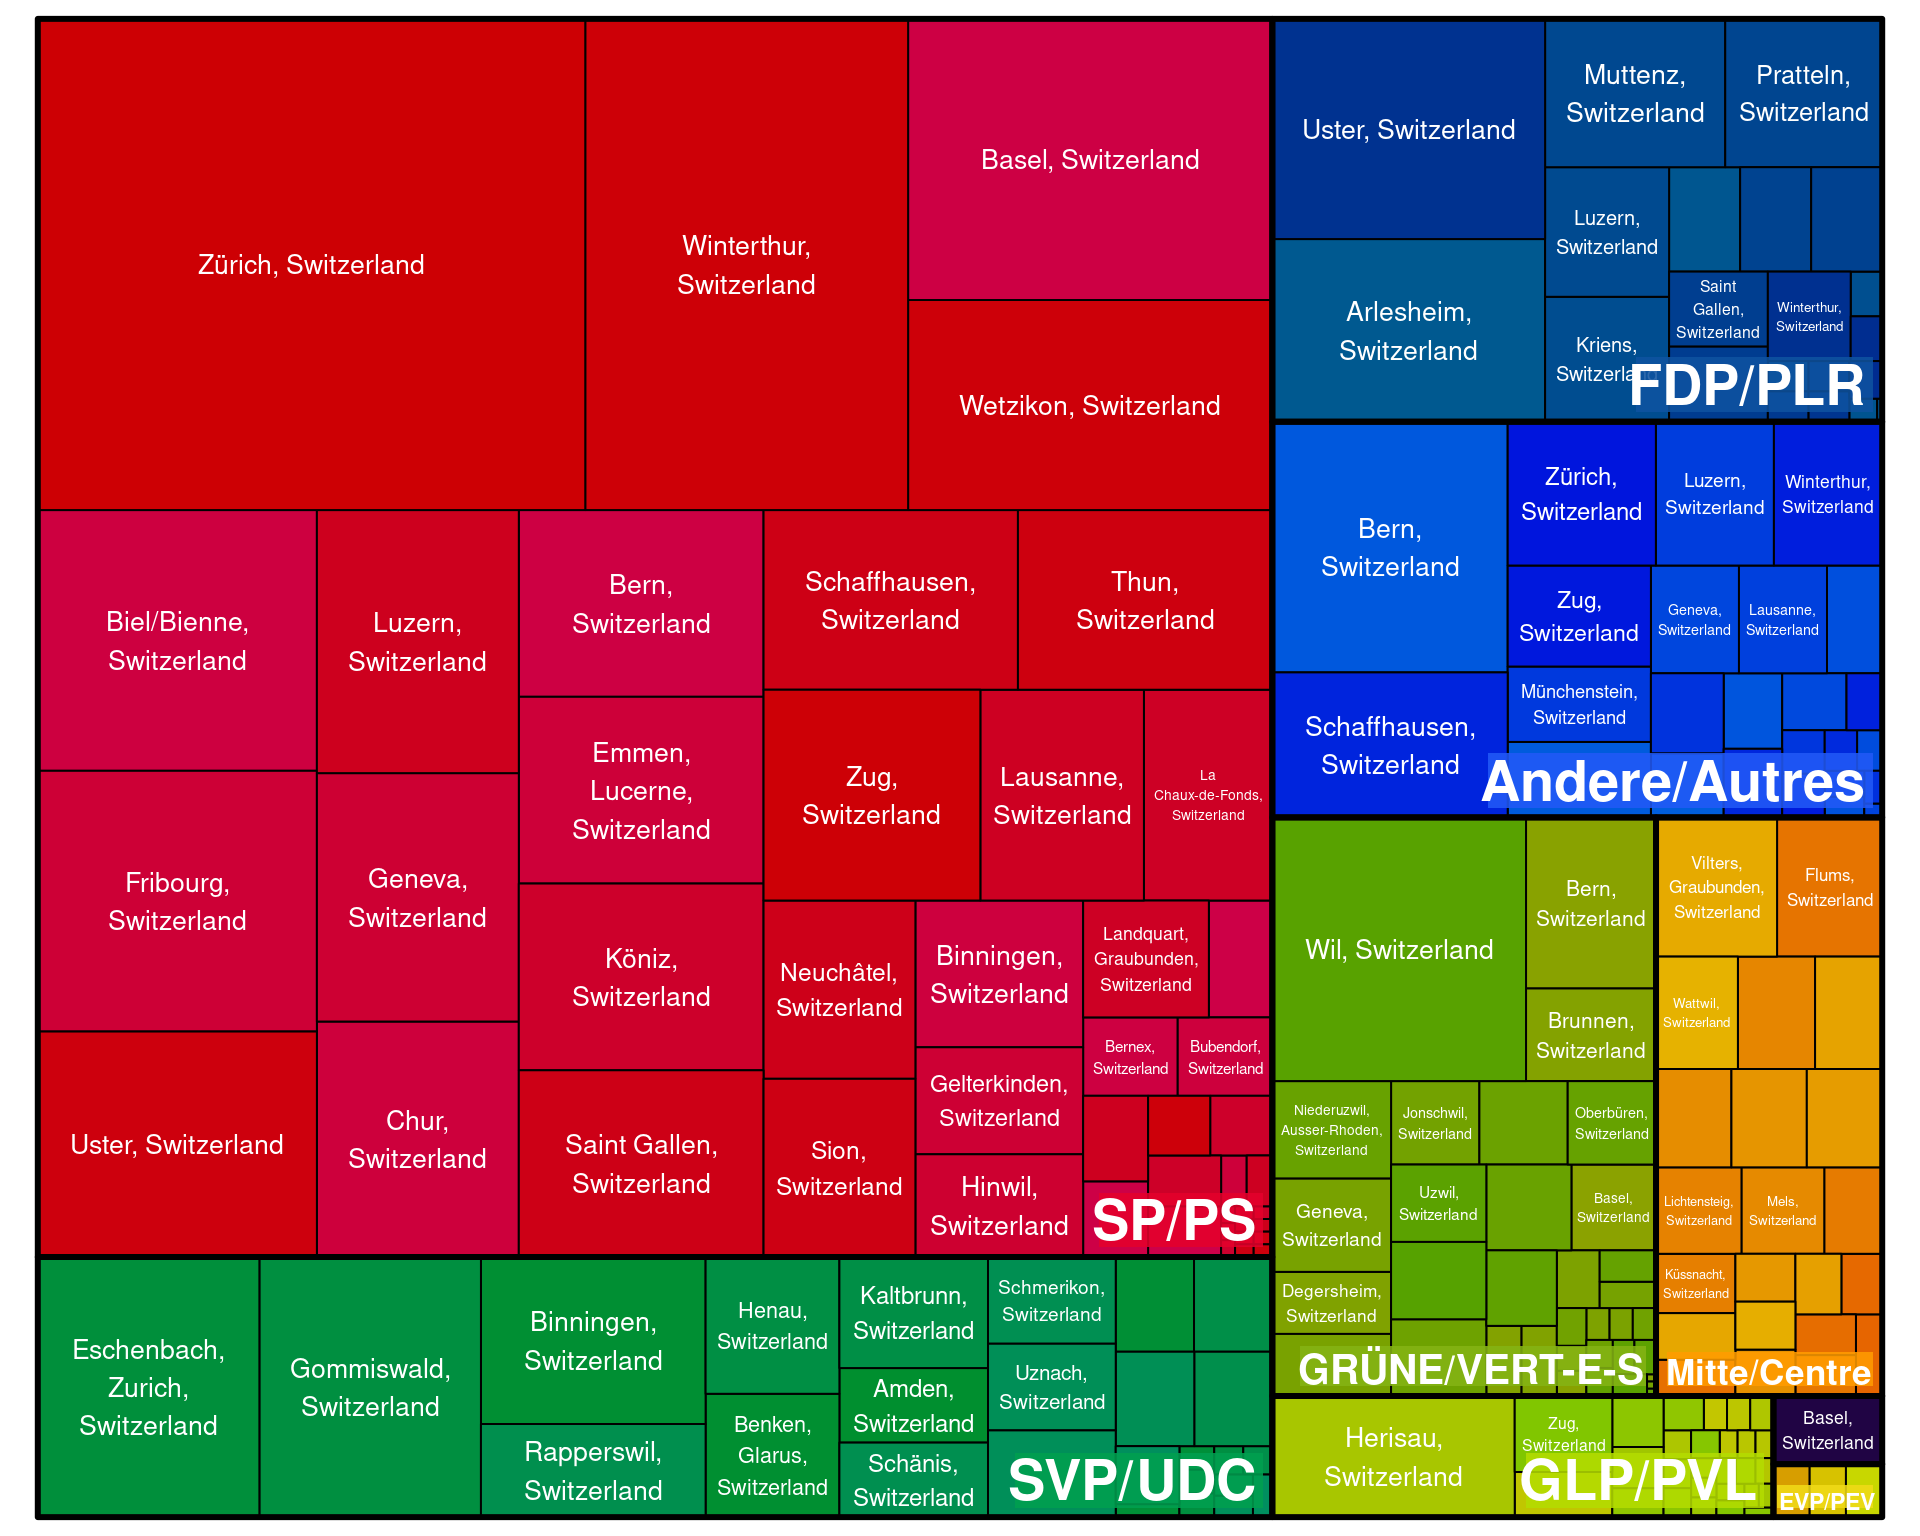 Zürich, Switzerland
Winterthur,
Switzerland
Basel, Switzerland
Wetzikon, Switzerland
Biel/Bienne,
Switzerland
Luzern,
Switzerland
Bern,
Switzerland
Schaffhausen,
Switzerland
Thun,
Switzerland
Emmen,
Lucerne,
Switzerland
Zug,
Switzerland
Lausanne,
Switzerland
La
Chaux-de-Fonds,
Switzerland
Fribourg,
Switzerland
Geneva,
Switzerland
Köniz,
Switzerland
Neuchâtel,
Switzerland
Binningen,
Switzerland
Landquart,
Graubunden,
Switzerland
Bernex,
Switzerland
Bubendorf,
Switzerland
Gelterkinden,
Switzerland
Uster, Switzerland
Chur,
Switzerland
Saint Gallen,
Switzerland
Sion,
Switzerland
Hinwil,
Switzerland
SP/PS
Eschenbach,
Zurich,
Switzerland
Gommiswald,
Switzerland
Binningen,
Switzerland
Rapperswil,
Switzerland
Henau,
Switzerland
Benken,
Glarus,
Switzerland
Kaltbrunn,
Switzerland
Amden,
Switzerland
Schänis,
Switzerland
Schmerikon,
Switzerland
Uznach,
Switzerland
SVP/UDC
Uster, Switzerland
Muttenz,
Switzerland
Pratteln,
Switzerland
Arlesheim,
Switzerland
Luzern,
Switzerland
Kriens,
Switzerland
Saint
Gallen,
Switzerland
Winterthur,
Switzerland
FDP/PLR
Bern,
Switzerland
Zürich,
Switzerland
Luzern,
Switzerland
Winterthur,
Switzerland
Zug,
Switzerland
Geneva,
Switzerland
Lausanne,
Switzerland
Münchenstein,
Switzerland
Schaffhausen,
Switzerland
Andere/Autres
Wil, Switzerland
Bern,
Switzerland
Brunnen,
Switzerland
Niederuzwil,
Ausser-Rhoden,
Switzerland
Jonschwil,
Switzerland
Oberbüren,
Switzerland
Geneva,
Switzerland
Uzwil,
Switzerland
Basel,
Switzerland
Degersheim,
Switzerland
GRÜNE/VERT-E-S
Vilters,
Graubunden,
Switzerland
Flums,
Switzerland
Wattwil,
Switzerland
Lichtensteig,
Switzerland
Mels,
Switzerland
Küssnacht,
Switzerland
Mitte/Centre
Herisau,
Switzerland
Zug,
Switzerland
GLP/PVL
Basel,
Switzerland
EVP/PEV